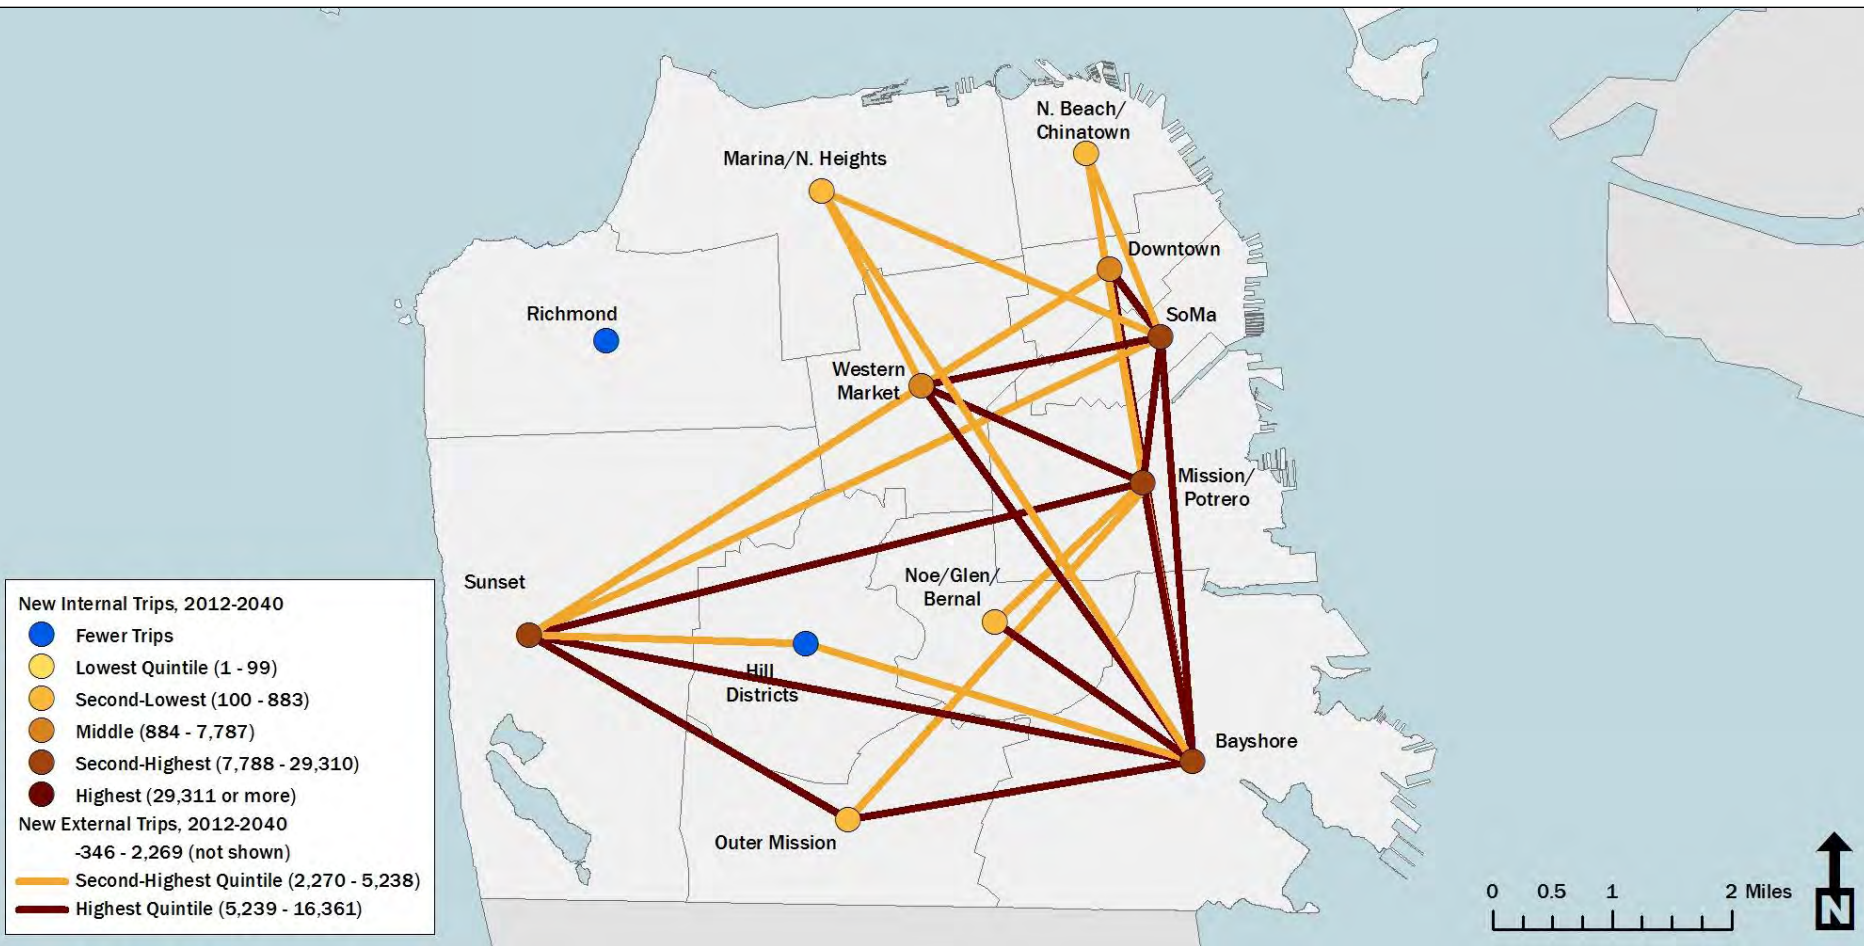 N. Beach/
Chinatown
Marina/N. Heights
Downtown
Richmond
SoMa
Western
Market
Mission/
Potrero
Sunset
Noe/Glen/
Bernal
Hill
Districts
Bayshore
Outer Mission
New Internal Trips, 2012-2040
Fewer Trips
Lowest Quintile (1 - 99)
Second-Lowest (100 - 883)
Middle (884 - 7,787)
Second-Highest (7,788 - 29,310)
Highest (29,311 or more)
New External Trips, 2012-2040
-346 - 2,269 (not shown)
Second-Highest Quintile (2,270 - 5,238)
Highest Quintile (5,239 - 16,361)
0 0.5 1 2 Miles
N